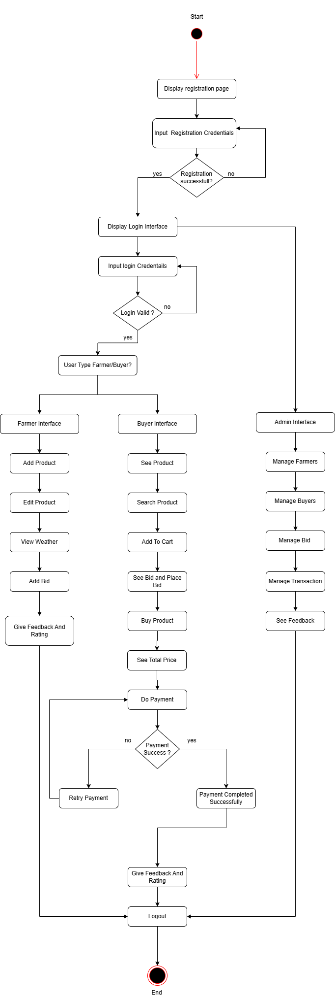 Start
Display registration page
Input  Registration Credentials
Registration
successfull?
yes
no
Display Login Interface
Input login Credentails
Login Valid ?
no
yes
User Type Farmer/Buyer?
Farmer Interface
Buyer Interface
Admin Interface
Add Product
See Product
Manage Farmers
Edit Product
Search Product
Manage Buyers
View Weather
Add To Cart
Manage Bid
Add Bid
See Bid and Place
Bid
Manage Transaction
Give Feedback And
Rating
Buy Product
See Feedback
See Total Price
Do Payment
no
yes
Payment
Success ?
Retry Payment
Payment Completed
Successfully
Give Feedback And
Rating
Logout
End